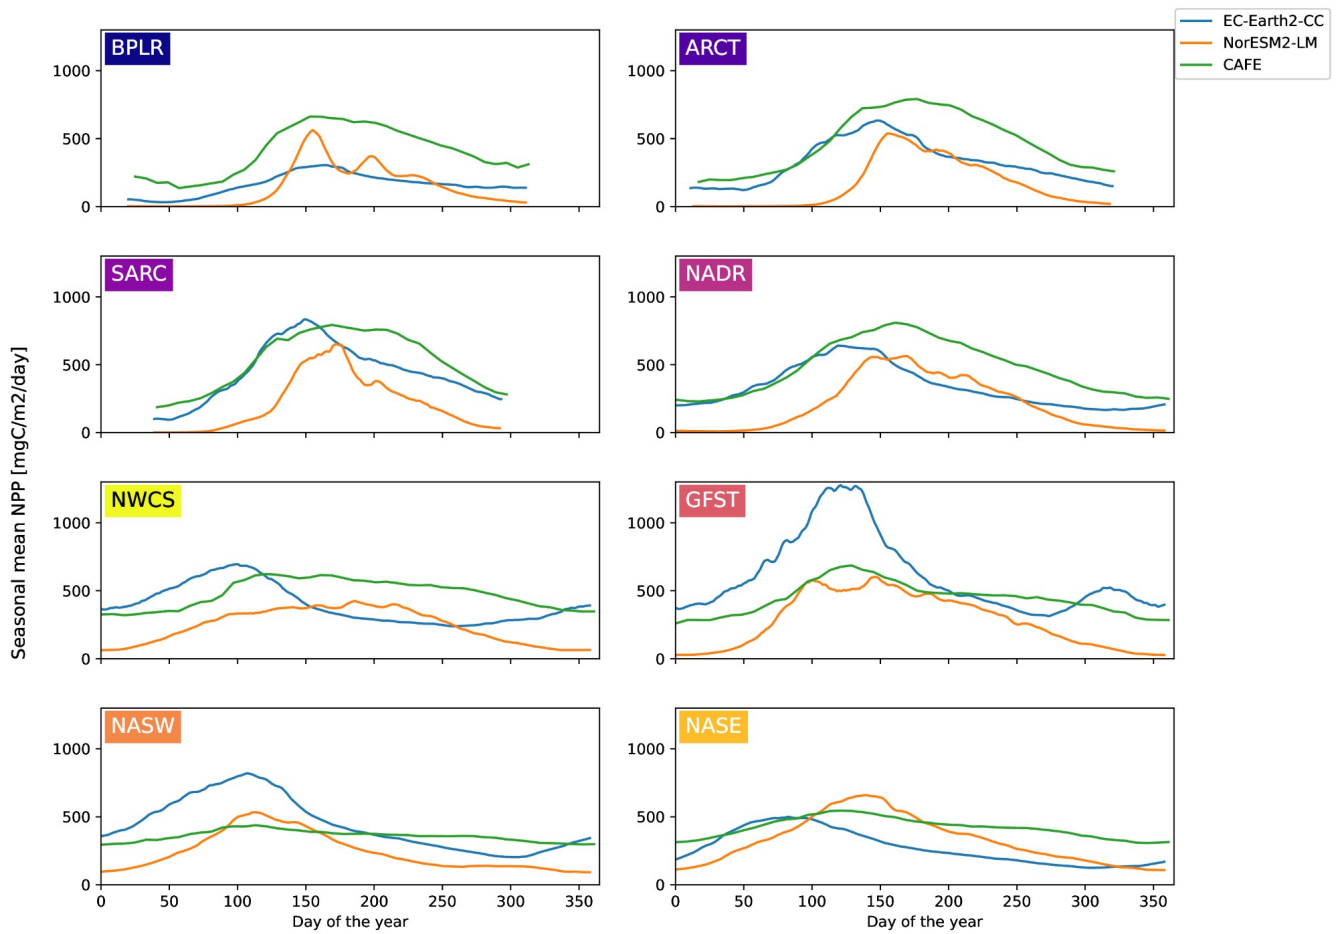 EC-Earth2-CC
NorESM2-LM
CAFE
Seasonal mean NPP [mgC/m2/day]
BPLR
1000
500
0
ARCT
1000
500
0
SARC
1000
500
0
NADR
1000
500
0
NWCS
1000
500
0
GFST
1000
500
0
NASW
1000
500
0
0 50 100 150 200 250 300 350
Day of the year
NASE
1000
500
0
0 50 100 150 200 250 300 350
Day of the year